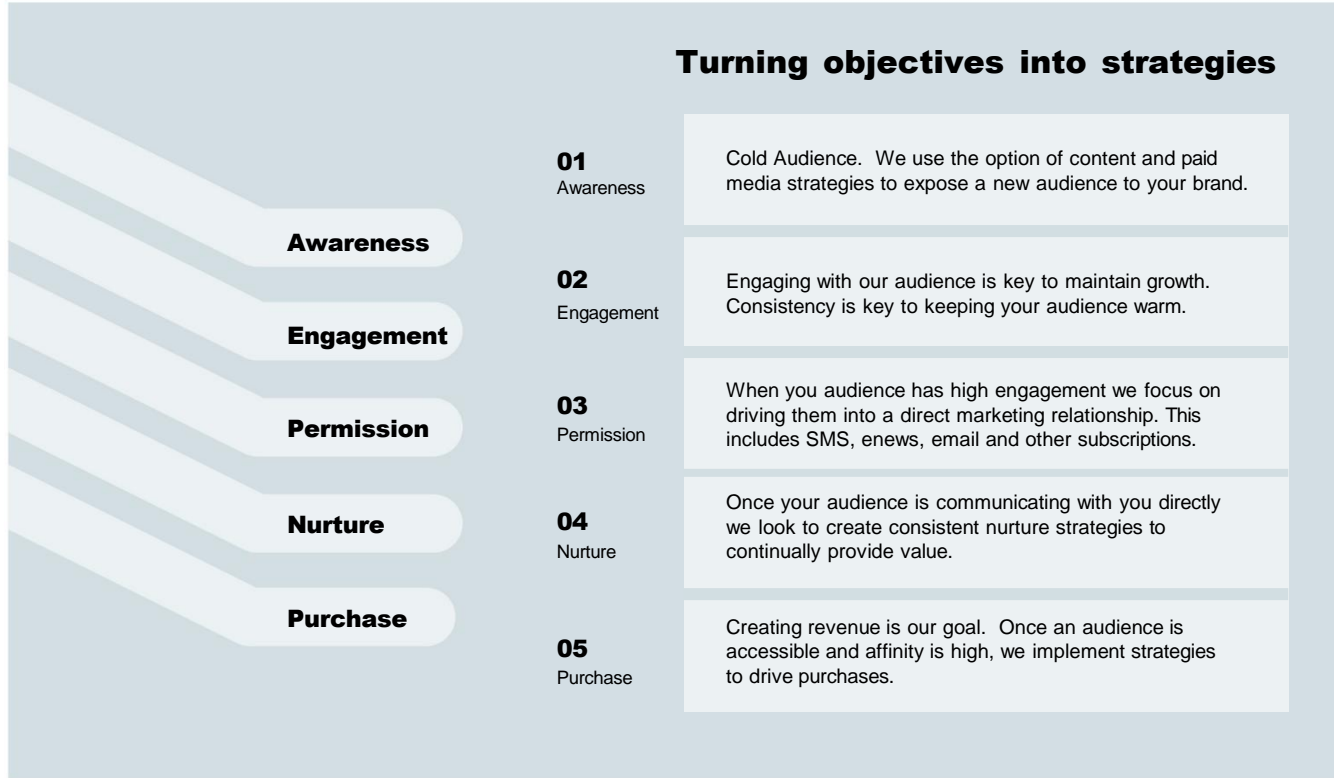 Turning objectives into strategies
Awareness
Engagement
Permission
Nurture
Purchase
01
Awareness
Cold Audience. We use the option of content and paid
media strategies to expose a new audience to your brand.
02
Engagement
Engaging with our audience is key to maintain growth.
Consistency is key to keeping your audience warm.
03
Permission
When you audience has high engagement we focus on
driving them into a direct marketing relationship. This
includes SMS, enews, email and other subscriptions.
04
Nurture
Once your audience is communicating with you directly
we look to create consistent nurture strategies to
continually provide value.
05
Purchase
Creating revenue is our goal. Once an audience is
accessible and affinity is high, we implement strategies
to drive purchases.